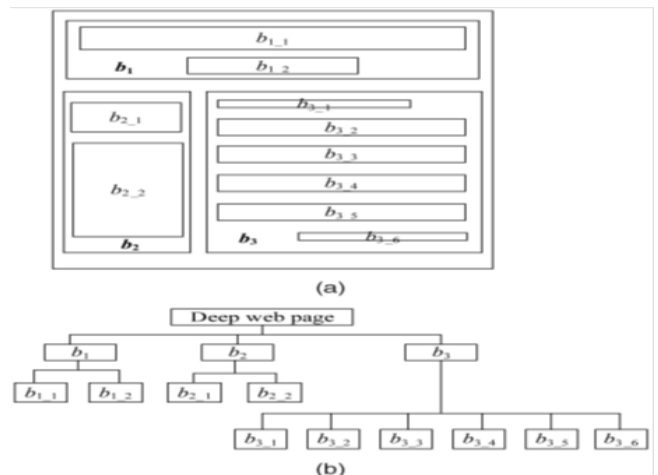 b1_1
b1 b1_2
b2_1 b3_1
b3_2
b3_3
b2_2 b3_4
b3_5
b2 b3 b3_6
(a)
Deep web page
b1 b2 b3
b1_1 b1_2 b2_1 b2_2
b3_1 b3_2 b3_3 b3_4 b3_5 b3_6
(b)